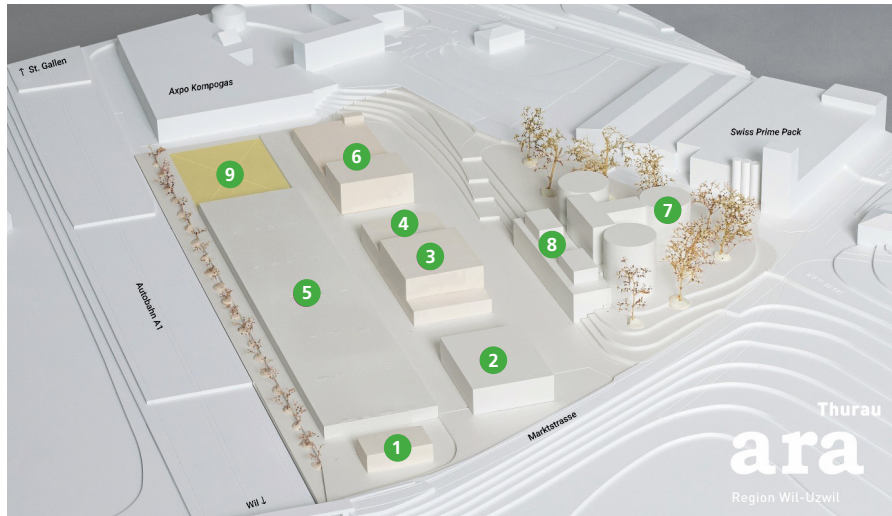 ↑ St. Gallen
Axpo Kompogas
Swiss Prime Pack
9
6
7
4
8
3
5
Autobahn A1
2
1
Marktstrasse
Wil ↓
Thurau
ara
Region Wil-Uzwil